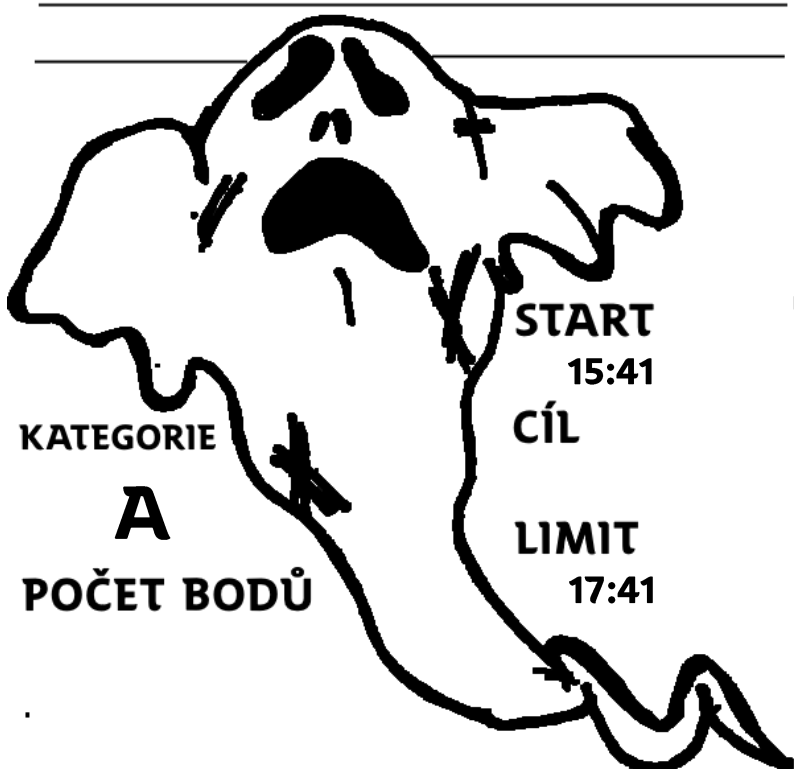 START
15:41
CÍL
KATEGORIE
A
LIMIT
17:41
POČET BODŮ